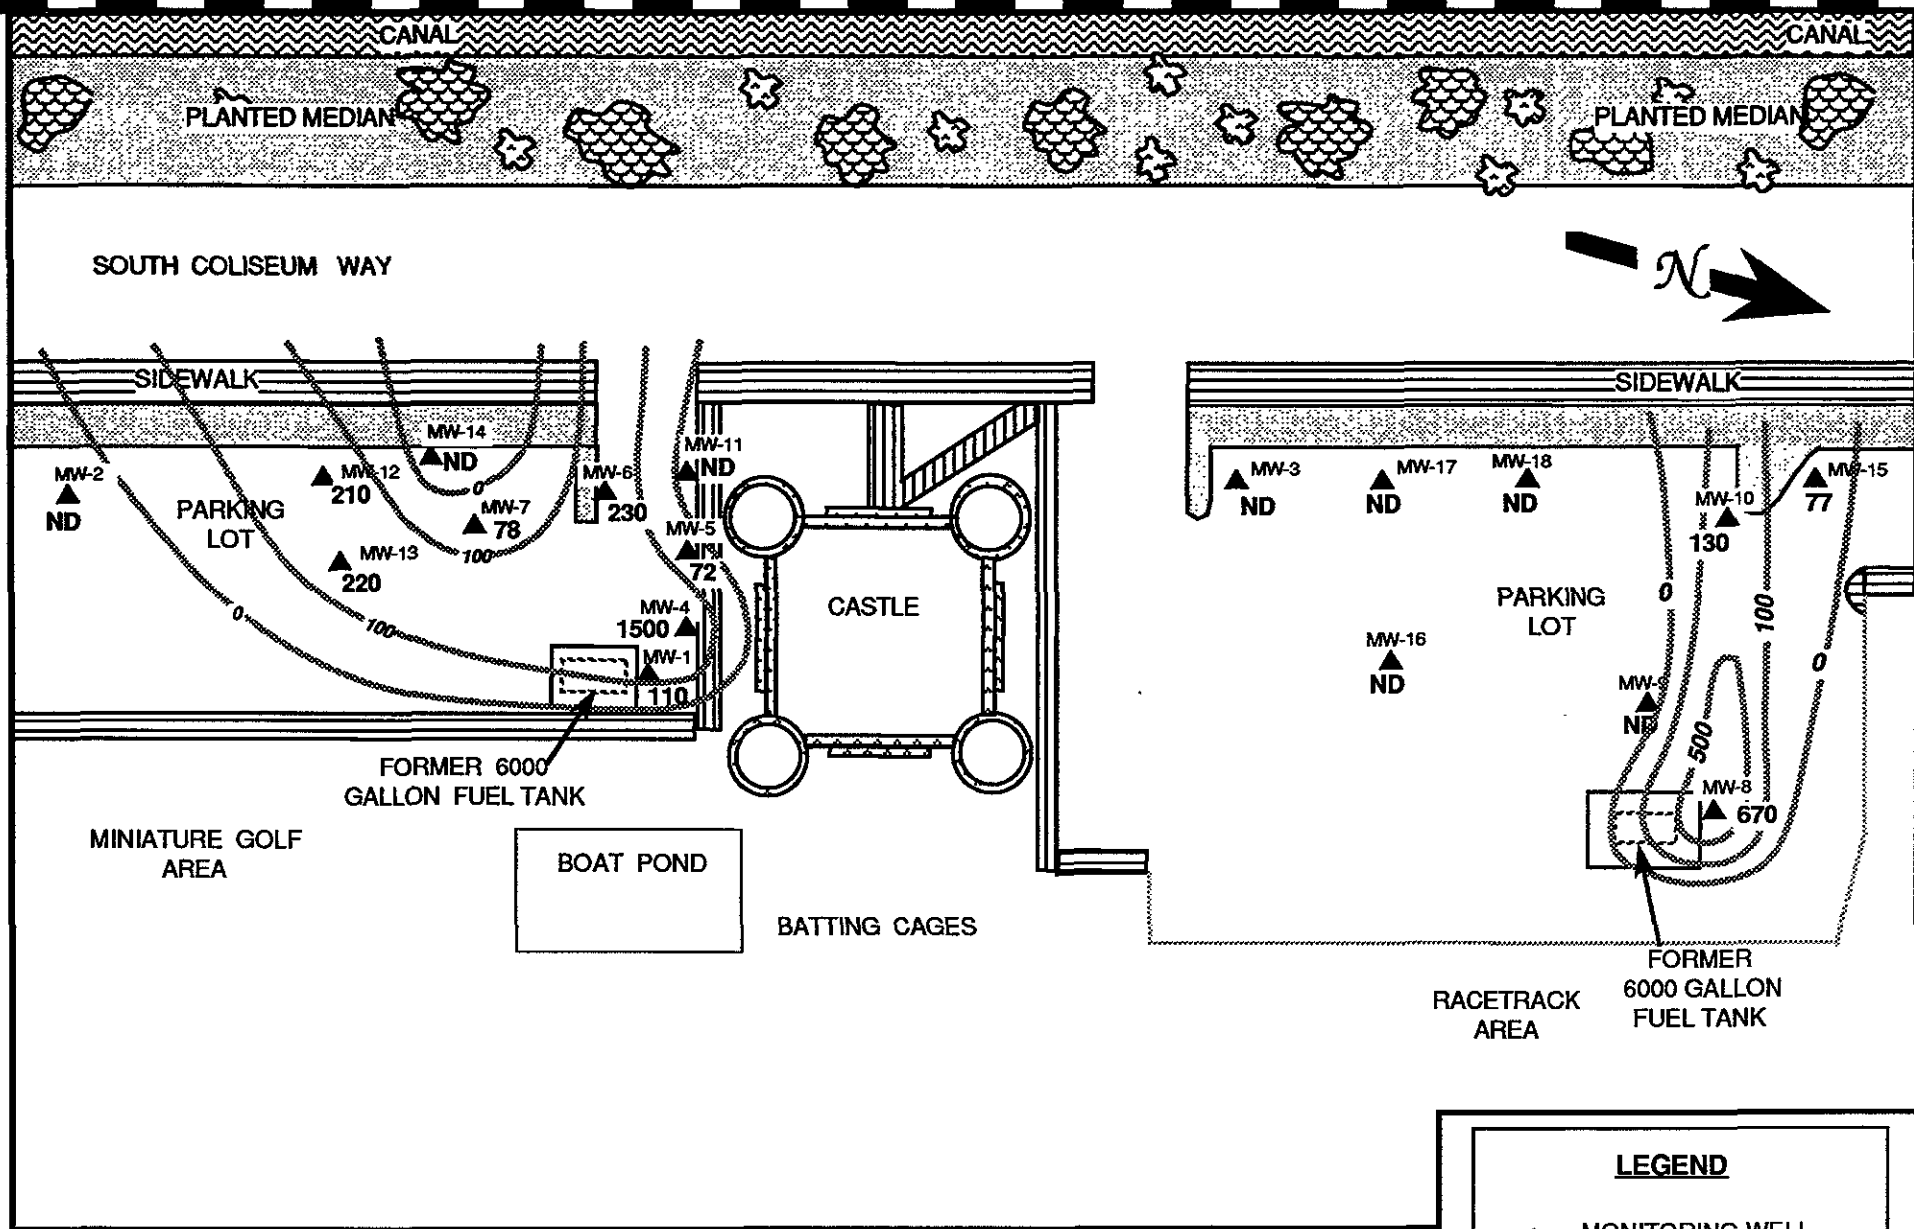 CANAL
CANAL
PLANTED MEDIAN
PLANTED MEDIAN
SOUTH COLISEUM WAY
N
SIDEWALK
SIDEWALK
MW-2
ND
MW-12
210
MW-14
ND
0
MW-7
78
100
MW-6
230
MW-11
ND
MW-5
72
PARKING
LOT
MW-13
220
0
100
MW-4
1500
MW-1
110
CASTLE
MW-3
ND
MW-17
ND
MW-18
ND
MW-10
130
MW-15
77
PARKING
LOT
0
100
0
MW-16
ND
MW-9
ND
500
MW-8
670
FORMER 6000
GALLON FUEL TANK
MINIATURE GOLF
AREA
BOAT POND
BATTING CAGES
FORMER
6000 GALLON
FUEL TANK
RACETRACK
AREA
LEGEND
MONITORING WELL